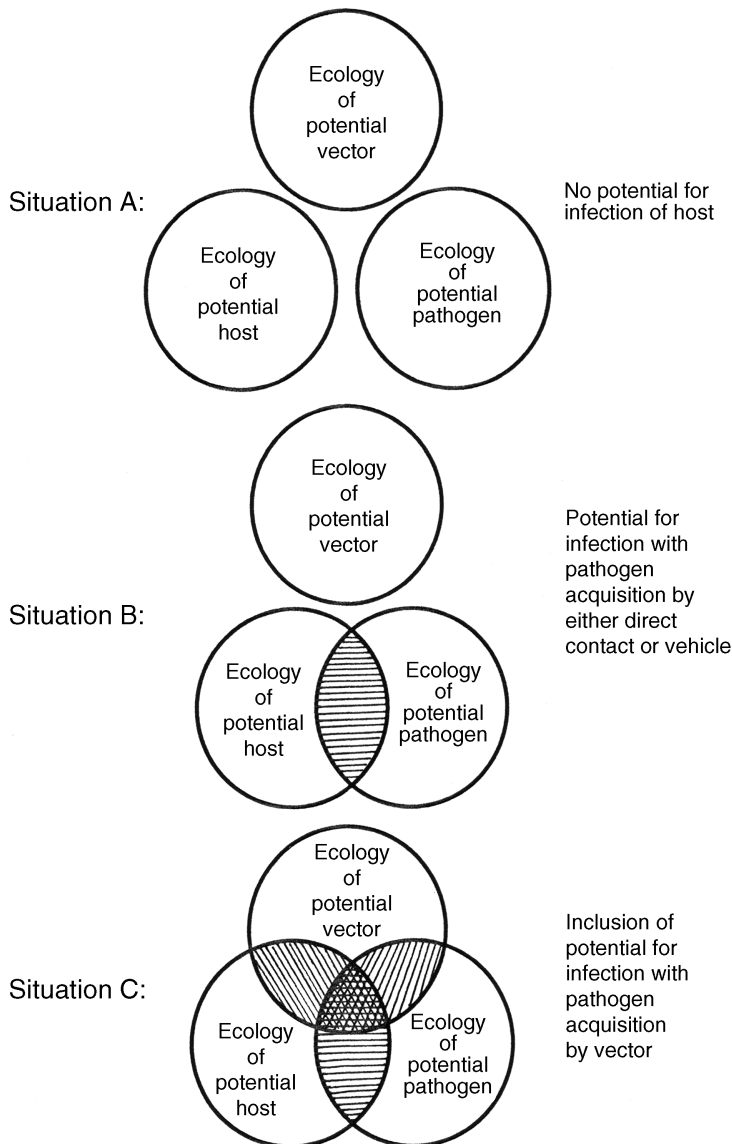 Ecology
of
potential
vector
Situation A:
No potential for
infection of host
Ecology
of
potential
host
Ecology
of
potential
pathogen
Ecology
of
potential
vector
Situation B:
Potential for
infection with
pathogen
acquisition by
either direct
contact or vehicle
Ecology
of
potential
host
Ecology
of
potential
pathogen
Ecology
of
potential
vector
Situation C:
Inclusion of
potential for
infection with
pathogen
acquisition
by vector
Ecology
of
potential
host
Ecology
of
potential
pathogen